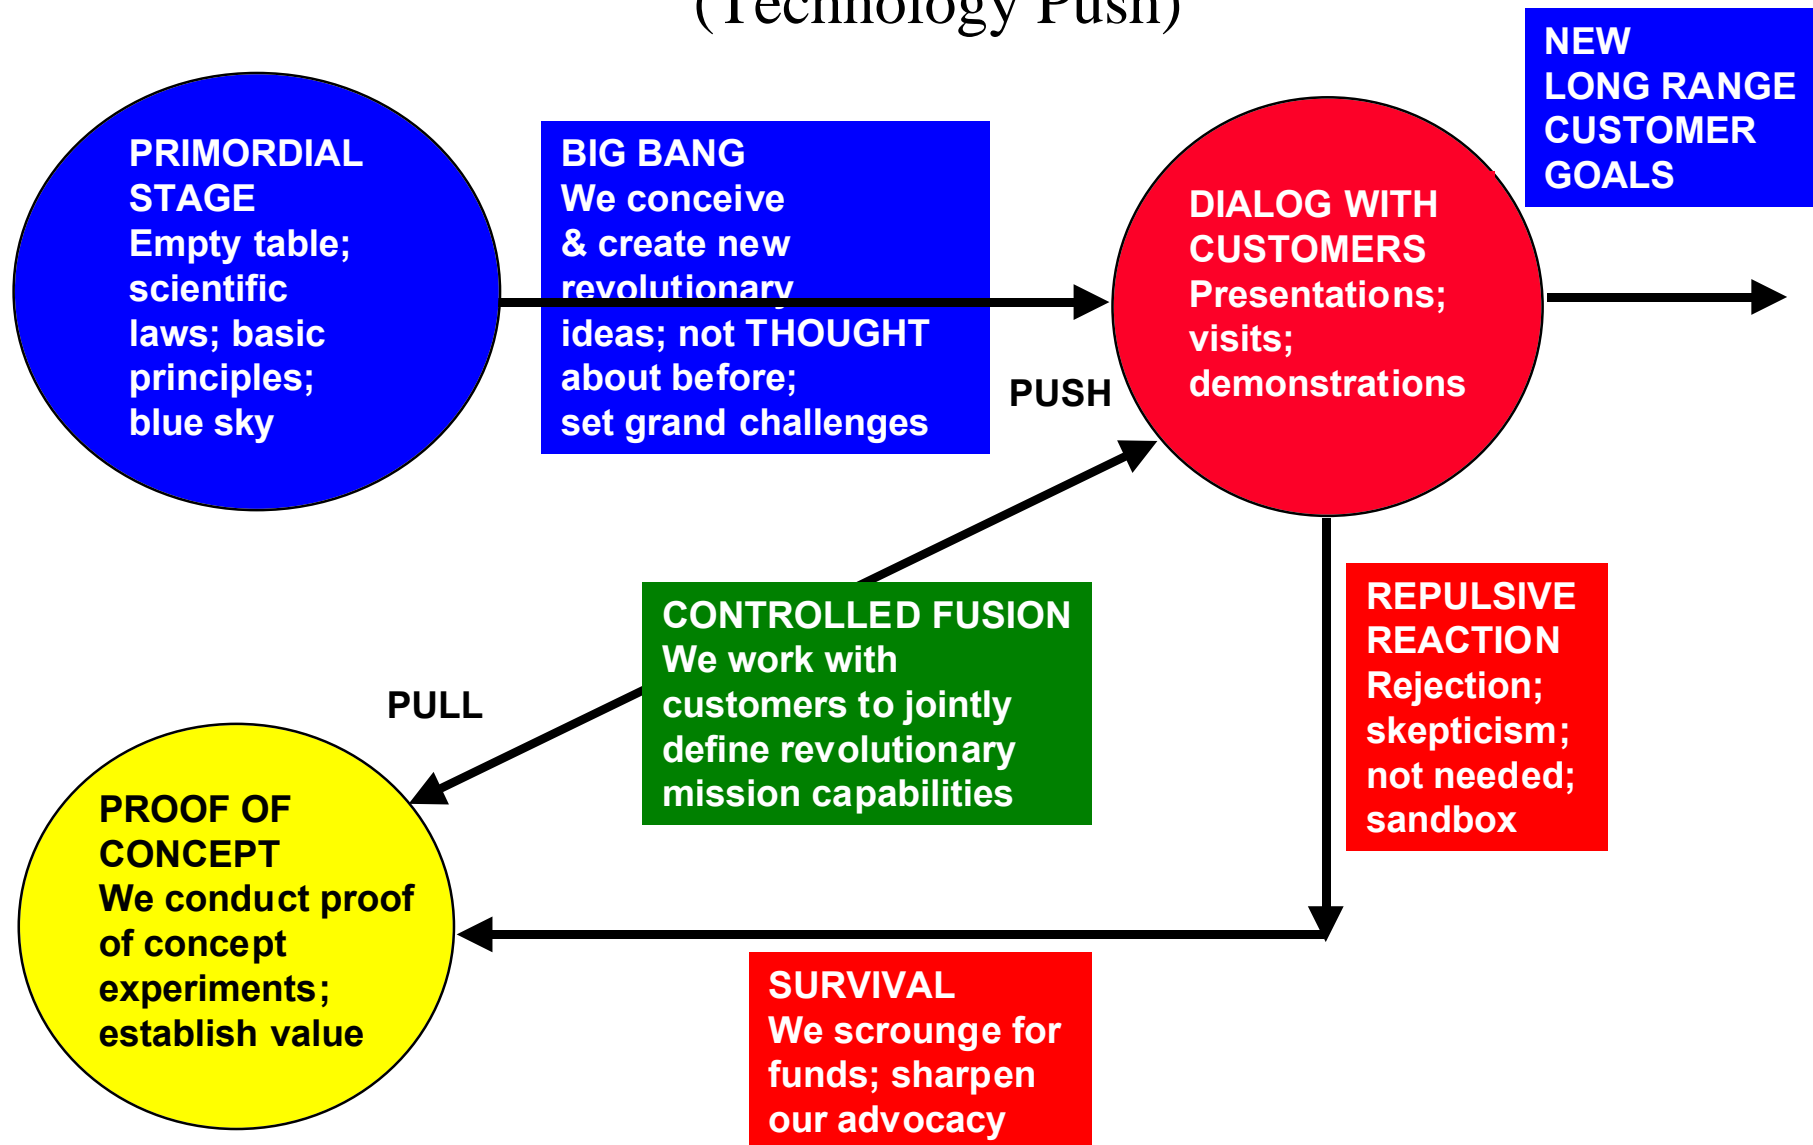 (Technology Push)
NEW
LONG RANGE
CUSTOMER
GOALS
PRIMORDIAL
STAGE
Empty table;
scientific
laws; basic
principles;
blue sky
BIG BANG
We conceive
& create new
revolutionary
ideas; not THOUGHT
about before;
set grand challenges
DIALOG WITH
CUSTOMERS
Presentations;
visits;
demonstrations
PUSH
CONTROLLED FUSION
We work with
customers to jointly
define revolutionary
mission capabilities
REPULSIVE
REACTION
Rejection;
skepticism;
not needed;
sandbox
PULL
PROOF OF
CONCEPT
We conduct proof
of concept
experiments;
establish value
SURVIVAL
We scrounge for
funds; sharpen
our advocacy